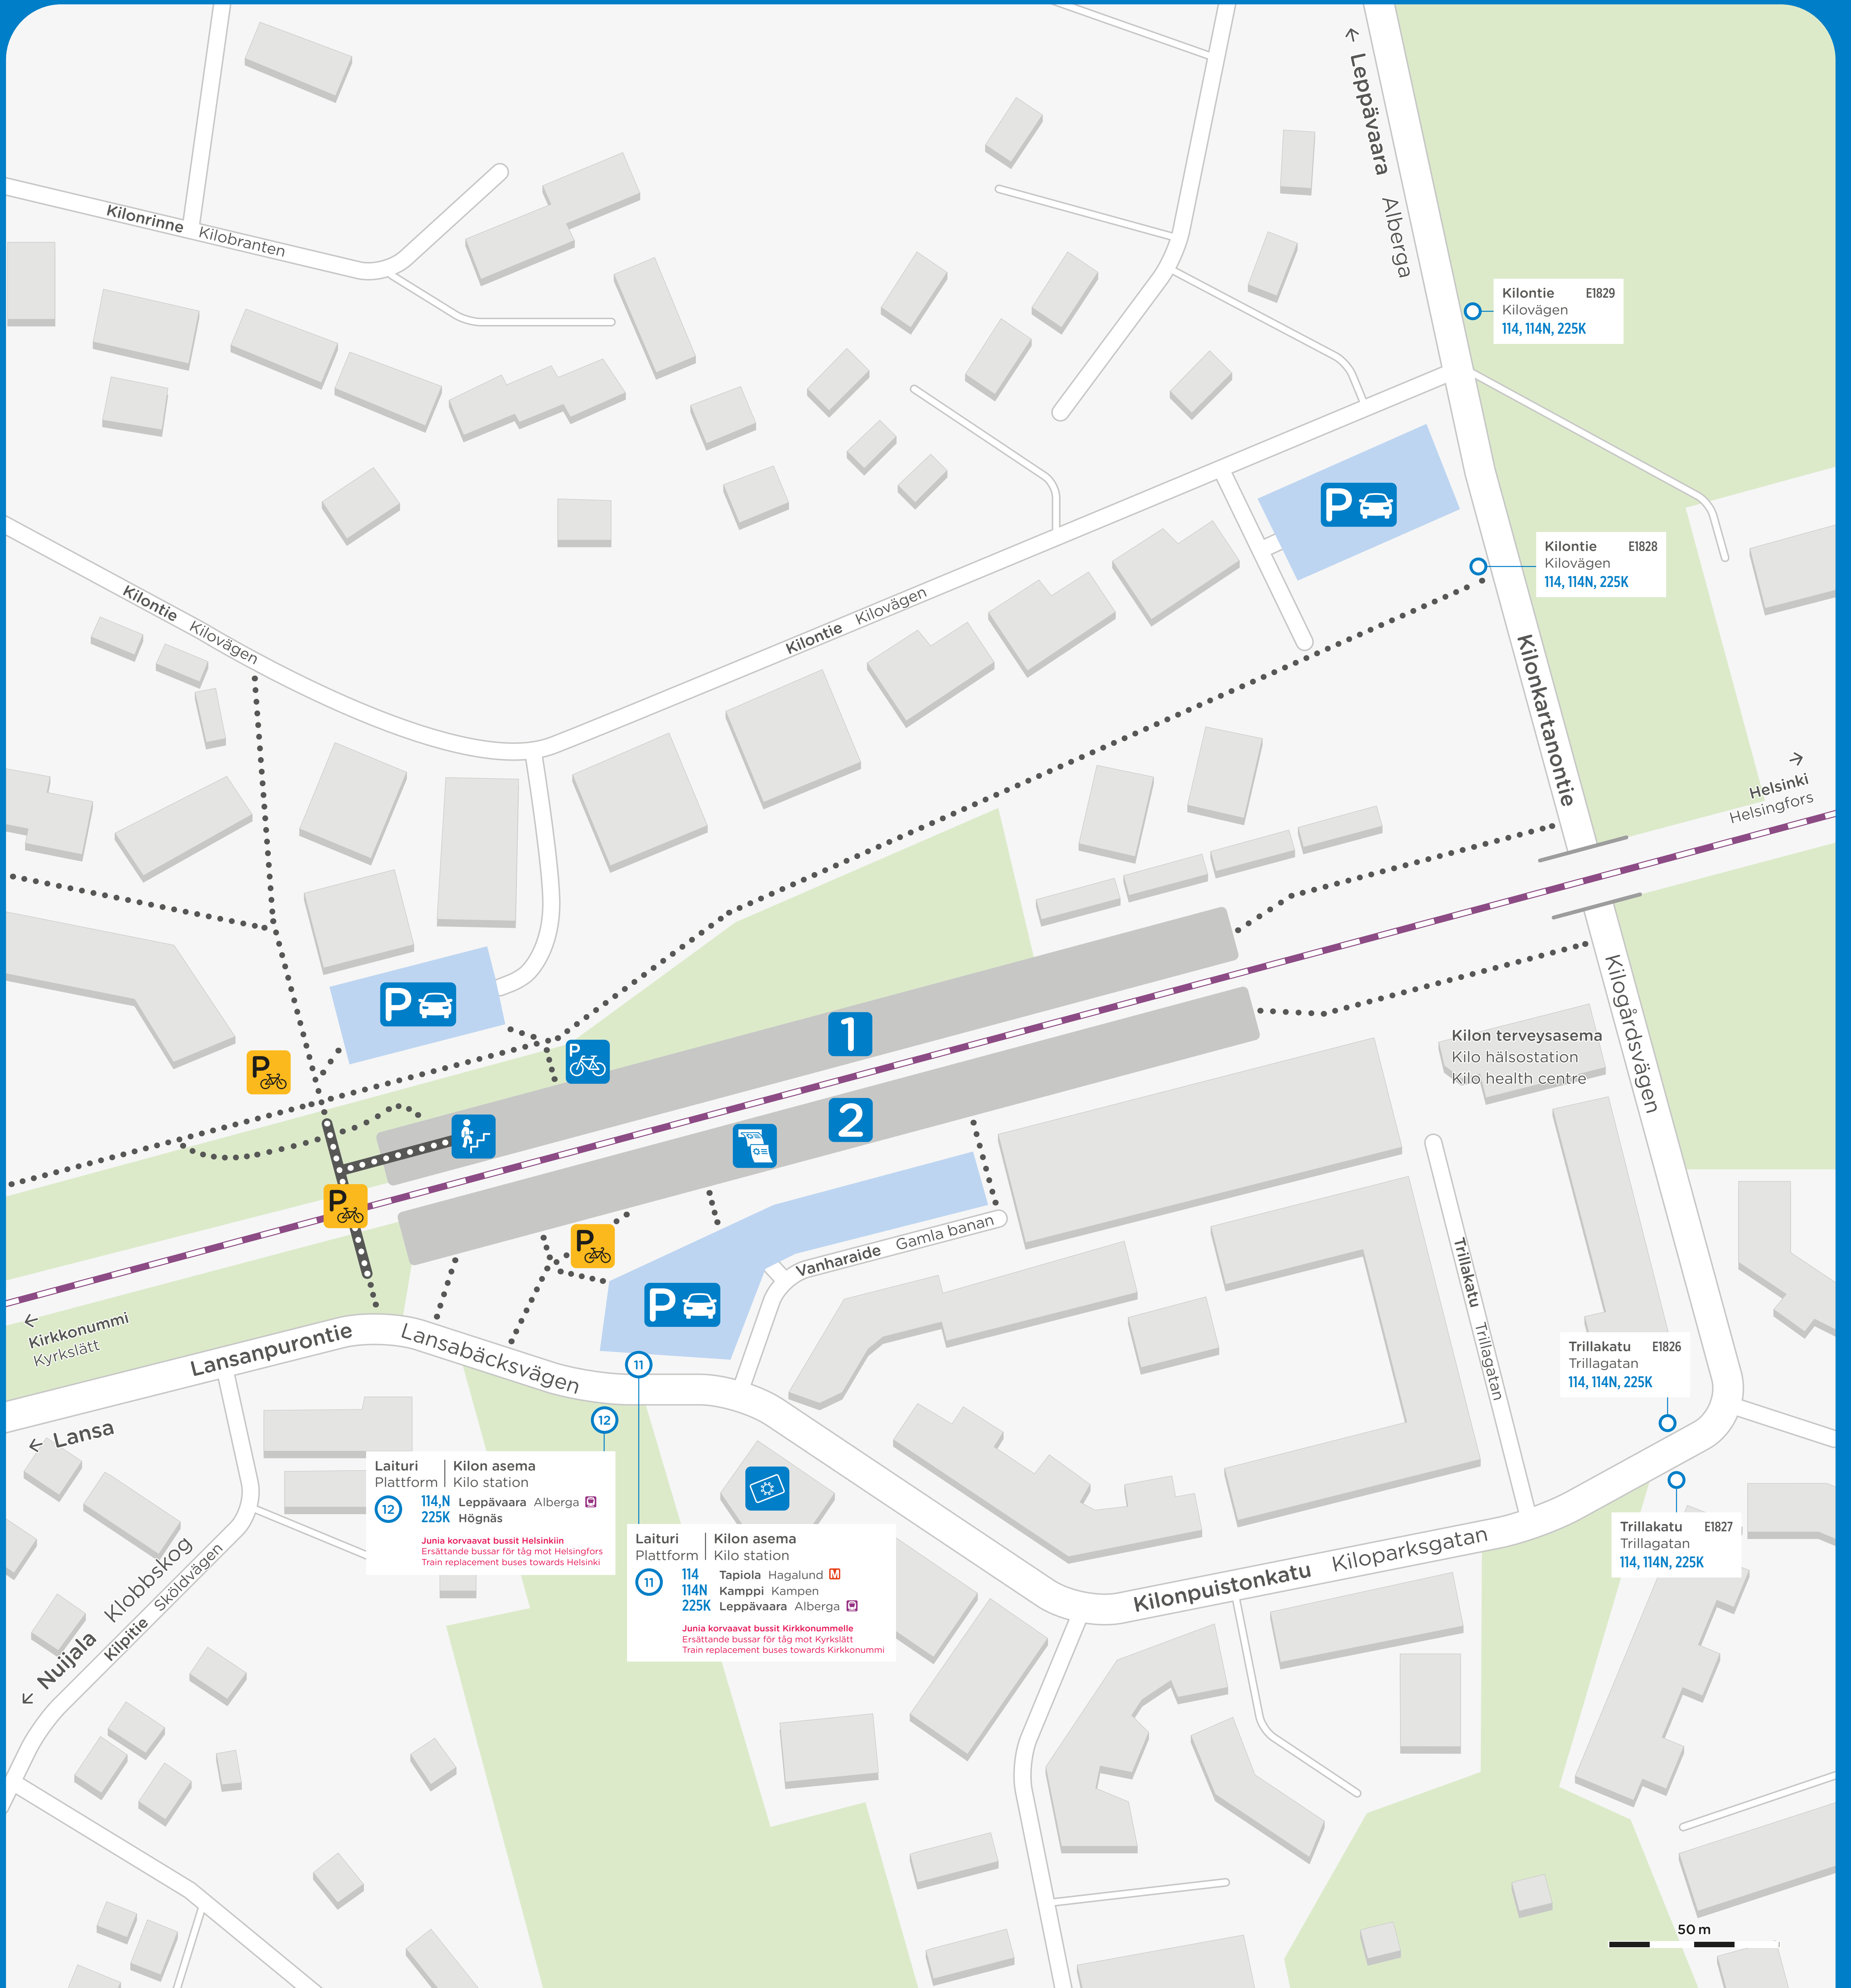 ← Leppävaara Alberga
Kilonrinne Kilobranten
Kilontie E1829
Kilovägen
114, 114N, 225K
P
Kilontie E1828
Kilovägen
114, 114N, 225K
Kilontie Kilovägen
Kilontie Kilovägen
Kilonkartanontie
→
Helsinki
Helsingfors
P
P
P
1
2
Kilogårdsvägen
Kilon terveysasema
Kilo hälsostation
Kilo health centre
P
P
P
Vanharaide Gamla banan
Trillakatu Trillagatan
←
Kirkkonummi
Kyrkslätt
Lansanpurontie Lansabäcksvägen
← Lansa
11
12
Trillakatu E1826
Trillagatan
114, 114N, 225K
Laituri Kilon asema
Plattform Kilo station
12 114,N Leppävaara Alberga
225K Högnäs
Junia korvaavat bussit Helsinkiin
Ersättande bussar för tåg mot Helsingfors
Train replacement buses towards Helsinki
Laituri Kilon asema
Plattform Kilo station
11 114 Tapiola Hagalund M
114N Kamppi Kampen
225K Leppävaara Alberga
Junia korvaavat bussit Kirkkonummelle
Ersättande bussar för tåg mot Kyrkslätt
Train replacement buses towards Kirkkonummi
Trillakatu E1827
Trillagatan
114, 114N, 225K
Kilonpuistonkatu Kiloparksgatan
← Nuijala Klobbskog
Kilpitie Sköldvägen
50 m